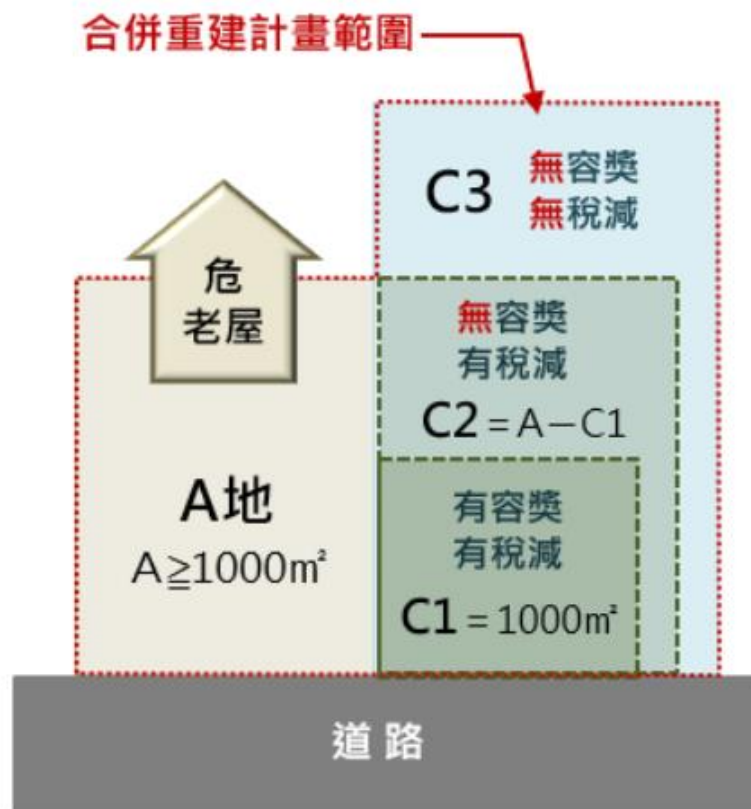 合併重建計畫範圍
C3
無容獎
無稅減
危
老屋
無容獎
有稅減
C2 = A－C1
A地
A≧1000㎡
有容獎
有稅減
C1 = 1000㎡
道路